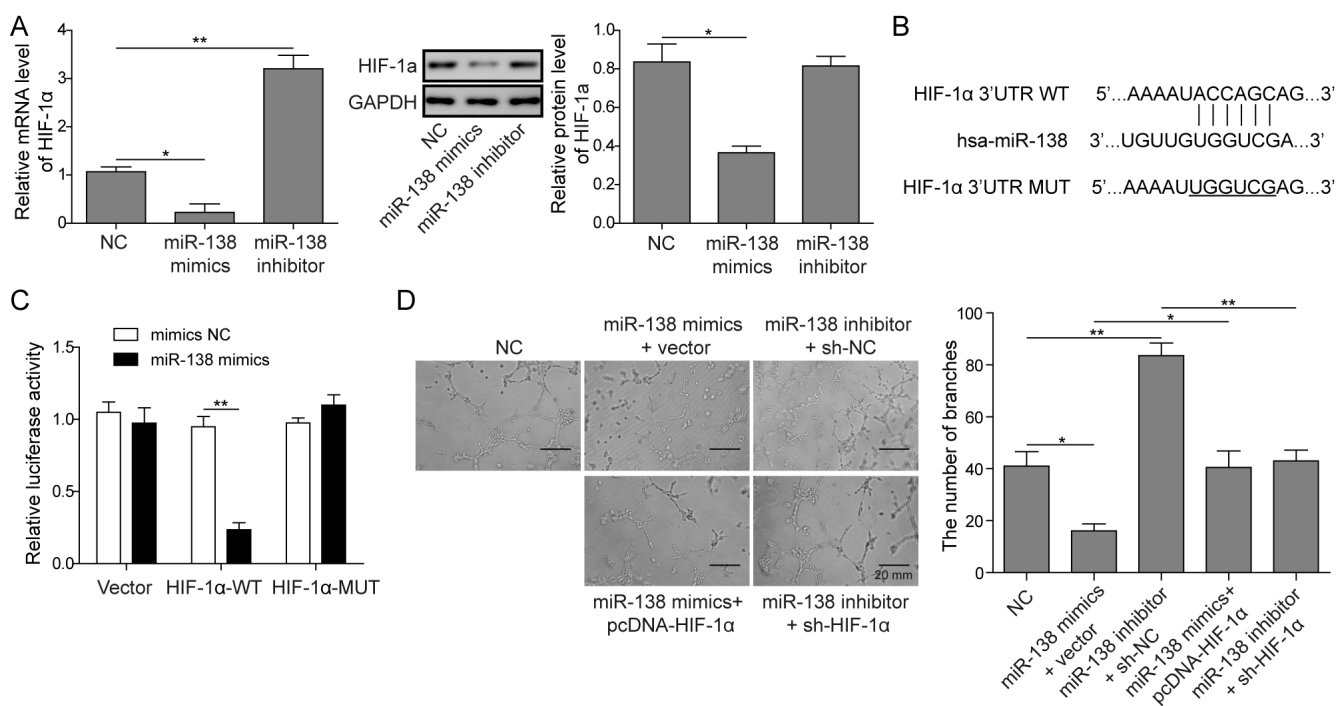 A
Relative mRNA level
of HIF-1α
4
3
2
1
0
**
*
NC
miR-138
mimics
miR-138
inhibitor
HIF-1a
GAPDH
NC
miR-138 mimics
miR-138 inhibitor
Relative protein level
of HIF-1a
1.0
0.8
0.6
0.4
0.2
0.0
*
NC
miR-138
mimics
miR-138
inhibitor
B
HIF-1α 3'UTR WT 5'...AAAAUACCAGCAG...3'
hsa-miR-138 3'...UGUUGUGGUCGA...5'
HIF-1α 3'UTR MUT 5'...AAAAUUGGUCGAG...3'
C
mimics NC
miR-138 mimics
Relative luciferase activity
1.5
1.0
0.5
0.0
**
Vector
HIF-1α-WT
HIF-1α-MUT
D
NC
miR-138 mimics
+ vector
miR-138 inhibitor
+ sh-NC
20 mm
miR-138 mimics+
pcDNA-HIF-1α
miR-138 inhibitor
+ sh-HIF-1α
The number of branches
100
80
60
40
20
0
**
*
**
*
NC
miR-138 mimics
+ vector
miR-138 inhibitor
+ sh-NC
miR-138 mimics+
pcDNA-HIF-1α
miR-138 inhibitor
+ sh-HIF-1α